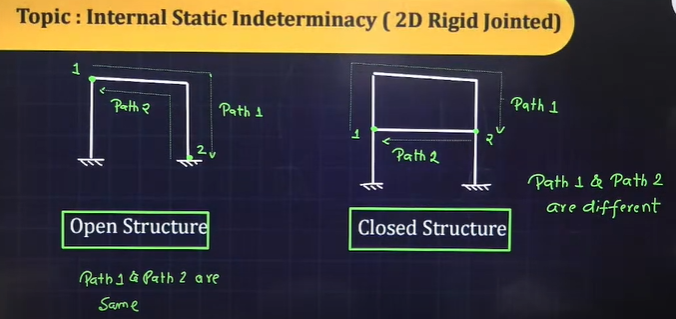 Topic : Internal Static Indeterminacy ( 2D Rigid Jointed)
1
Path 2
Path 1
2
Open Structure
Path 1 & Path 2 are
Same
Path 1
1
2
Path 2
Closed Structure
Path 1 & Path 2
are different